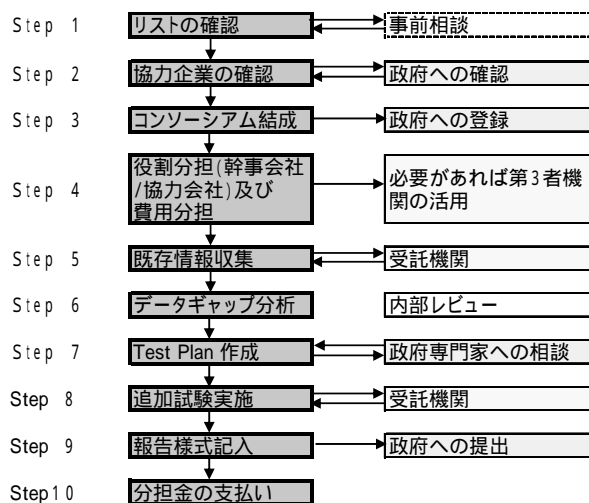 Step 1 リストの確認 事前相談
Step 2 協力企業の確認 政府への確認
Step 3 コンソーシアム結成 政府への登録
Step 4 役割分担(幹事会社
/協力会社)及び
費用分担
必要があれば第3者機
関の活用
Step 5 既存情報収集 受託機関
Step 6 データギャップ分析 内部レビュー
Step 7 Test Plan 作成 政府専門家への相談
Step 8 追加試験実施 受託機関
Step 9 報告様式記入 政府への提出
Step10 分担金の支払い